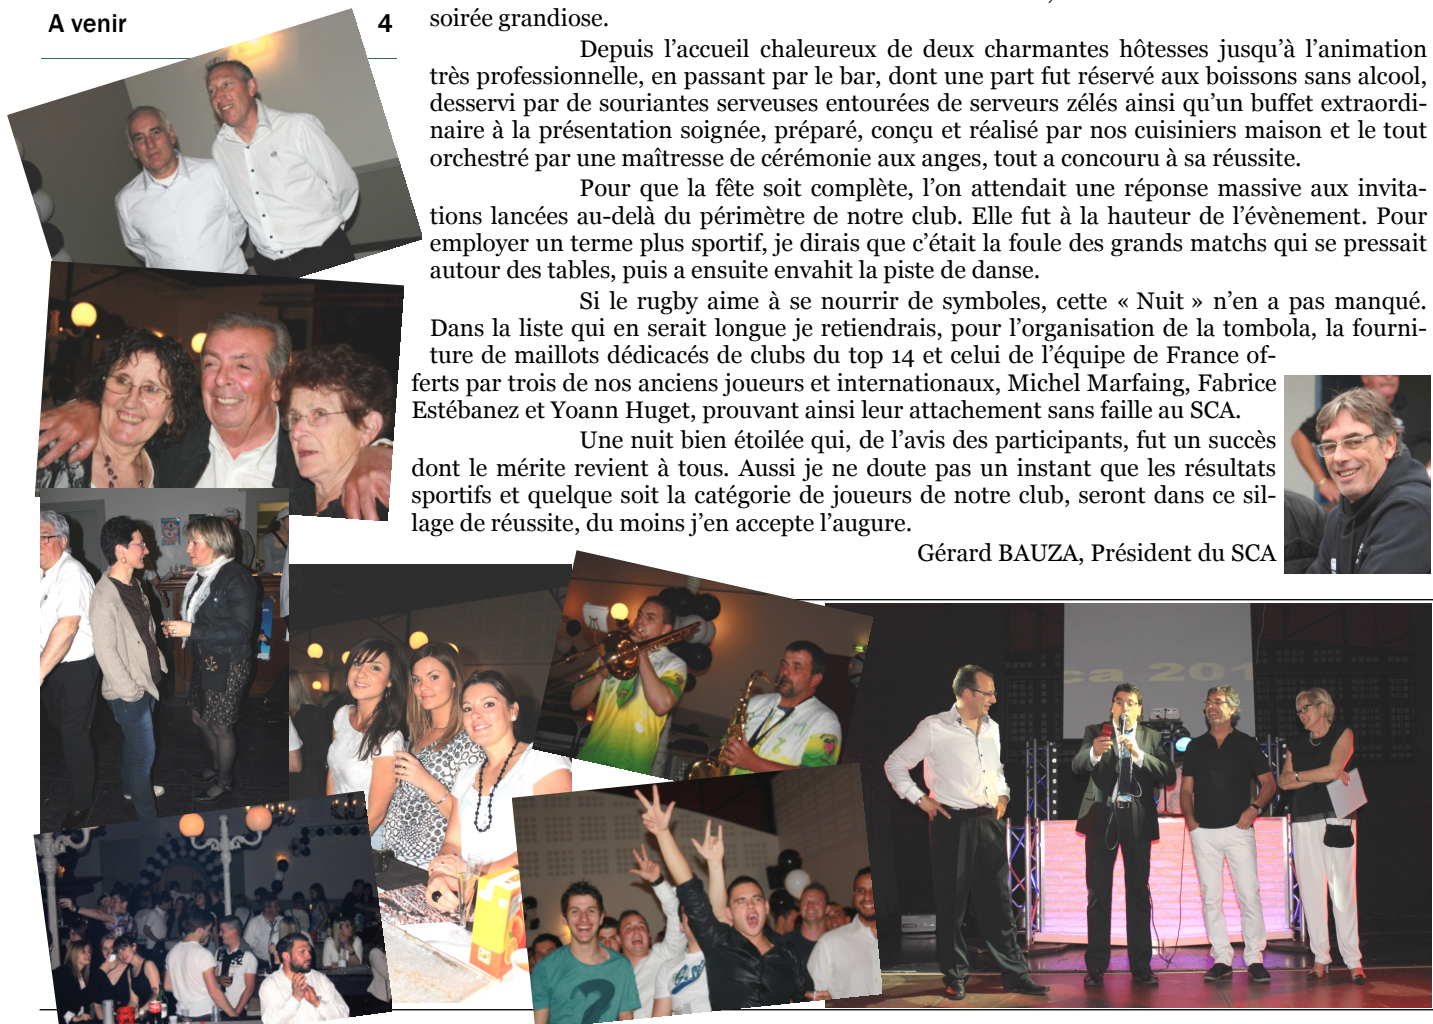 A venir 4
soirée grandiose.
Depuis l’accueil chaleureux de deux charmantes hôtesses jusqu’à l’animation
très professionnelle, en passant par le bar, dont une part fut réservé aux boissons sans alcool,
desservi par de souriantes serveuses entourées de serveurs zélés ainsi qu’un buffet extraordi-
naire à la présentation soignée, préparé, conçu et réalisé par nos cuisiniers maison et le tout
orchestré par une maîtresse de cérémonie aux anges, tout a concouru à sa réussite.
Pour que la fête soit complète, l’on attendait une réponse massive aux invita-
tions lancées au-delà du périmètre de notre club. Elle fut à la hauteur de l’évènement. Pour
employer un terme plus sportif, je dirais que c’était la foule des grands matchs qui se pressait
autour des tables, puis a ensuite envahit la piste de danse.
Si le rugby aime à se nourrir de symboles, cette « Nuit » n’en a pas manqué.
Dans la liste qui en serait longue je retiendrais, pour l’organisation de la tombola, la fourni-
ture de maillots dédicacés de clubs du top 14 et celui de l’équipe de France of-
ferts par trois de nos anciens joueurs et internationaux, Michel Marfaing, Fabrice
Estébanez et Yoann Huget, prouvant ainsi leur attachement sans faille au SCA.
Une nuit bien étoilée qui, de l’avis des participants, fut un succès
dont le mérite revient à tous. Aussi je ne doute pas un instant que les résultats
sportifs et quelque soit la catégorie de joueurs de notre club, seront dans ce sil-
lage de réussite, du moins j’en accepte l’augure.
Gérard BAUZA, Président du SCA
ca 201